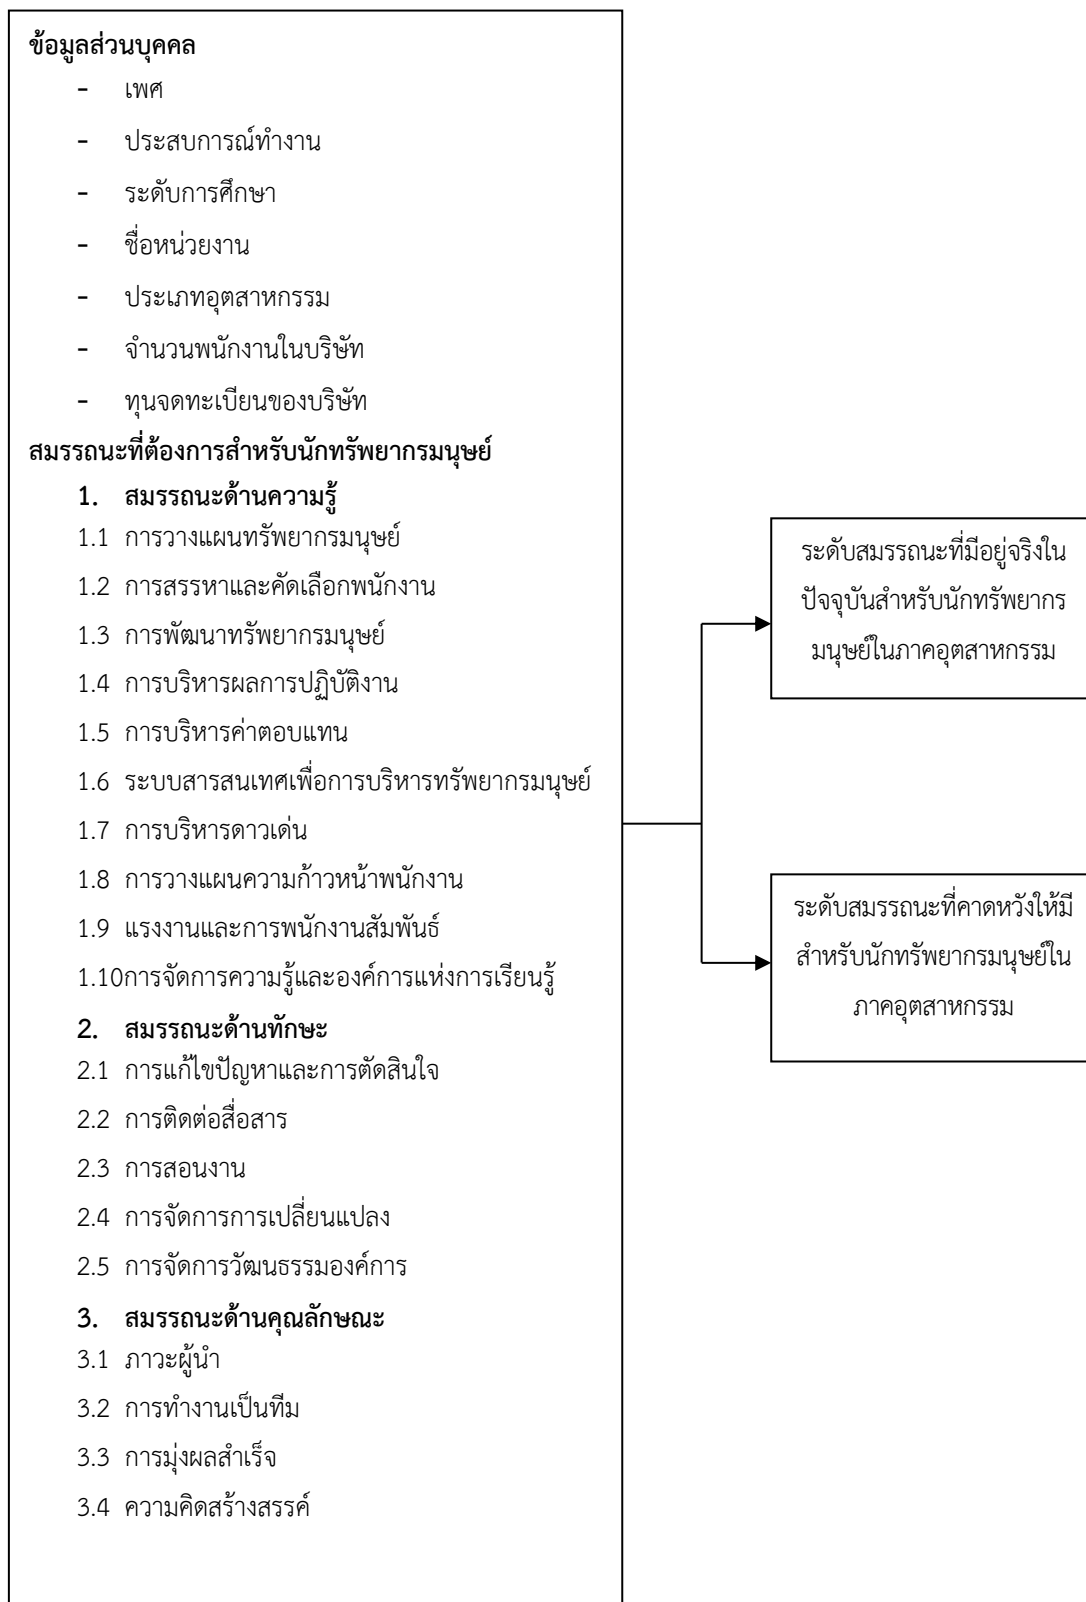 ข้อมูลส่วนบุคคล
- เพศ
- ประสบการณ์ทำงาน
- ระดับการศึกษา
- ชื่อหน่วยงาน
- ประเภทอุตสาหกรรม
- จำนวนพนักงานในบริษัท
- ทุนจดทะเบียนของบริษัท
สมรรถนะที่ต้องการสำหรับนักทรัพยากรมนุษย์
1. สมรรถนะด้านความรู้
1.1 การวางแผนทรัพยากรมนุษย์
1.2 การสรรหาและคัดเลือกพนักงาน
1.3 การพัฒนาทรัพยากรมนุษย์
1.4 การบริหารผลการปฏิบัติงาน
1.5 การบริหารค่าตอบแทน
1.6 ระบบสารสนเทศเพื่อการบริหารทรัพยากรมนุษย์
1.7 การบริหารดาวเด่น
1.8 การวางแผนความก้าวหน้าพนักงาน
1.9 แรงงานและการพนักงานสัมพันธ์
1.10การจัดการความรู้และองค์การแห่งการเรียนรู้
2. สมรรถนะด้านทักษะ
2.1 การแก้ไขปัญหาและการตัดสินใจ
2.2 การติดต่อสื่อสาร
2.3 การสอนงาน
2.4 การจัดการการเปลี่ยนแปลง
2.5 การจัดการวัฒนธรรมองค์การ
3. สมรรถนะด้านคุณลักษณะ
3.1 ภาวะผู้นำ
3.2 การทำงานเป็นทีม
3.3 การมุ่งผลสำเร็จ
3.4 ความคิดสร้างสรรค์
ระดับสมรรถนะที่มีอยู่จริงใน
ปัจจุบันสำหรับนักทรัพยากร
มนุษย์ในภาคอุตสาหกรรม
ระดับสมรรถนะที่คาดหวังให้มี
สำหรับนักทรัพยากรมนุษย์ใน
ภาคอุตสาหกรรม